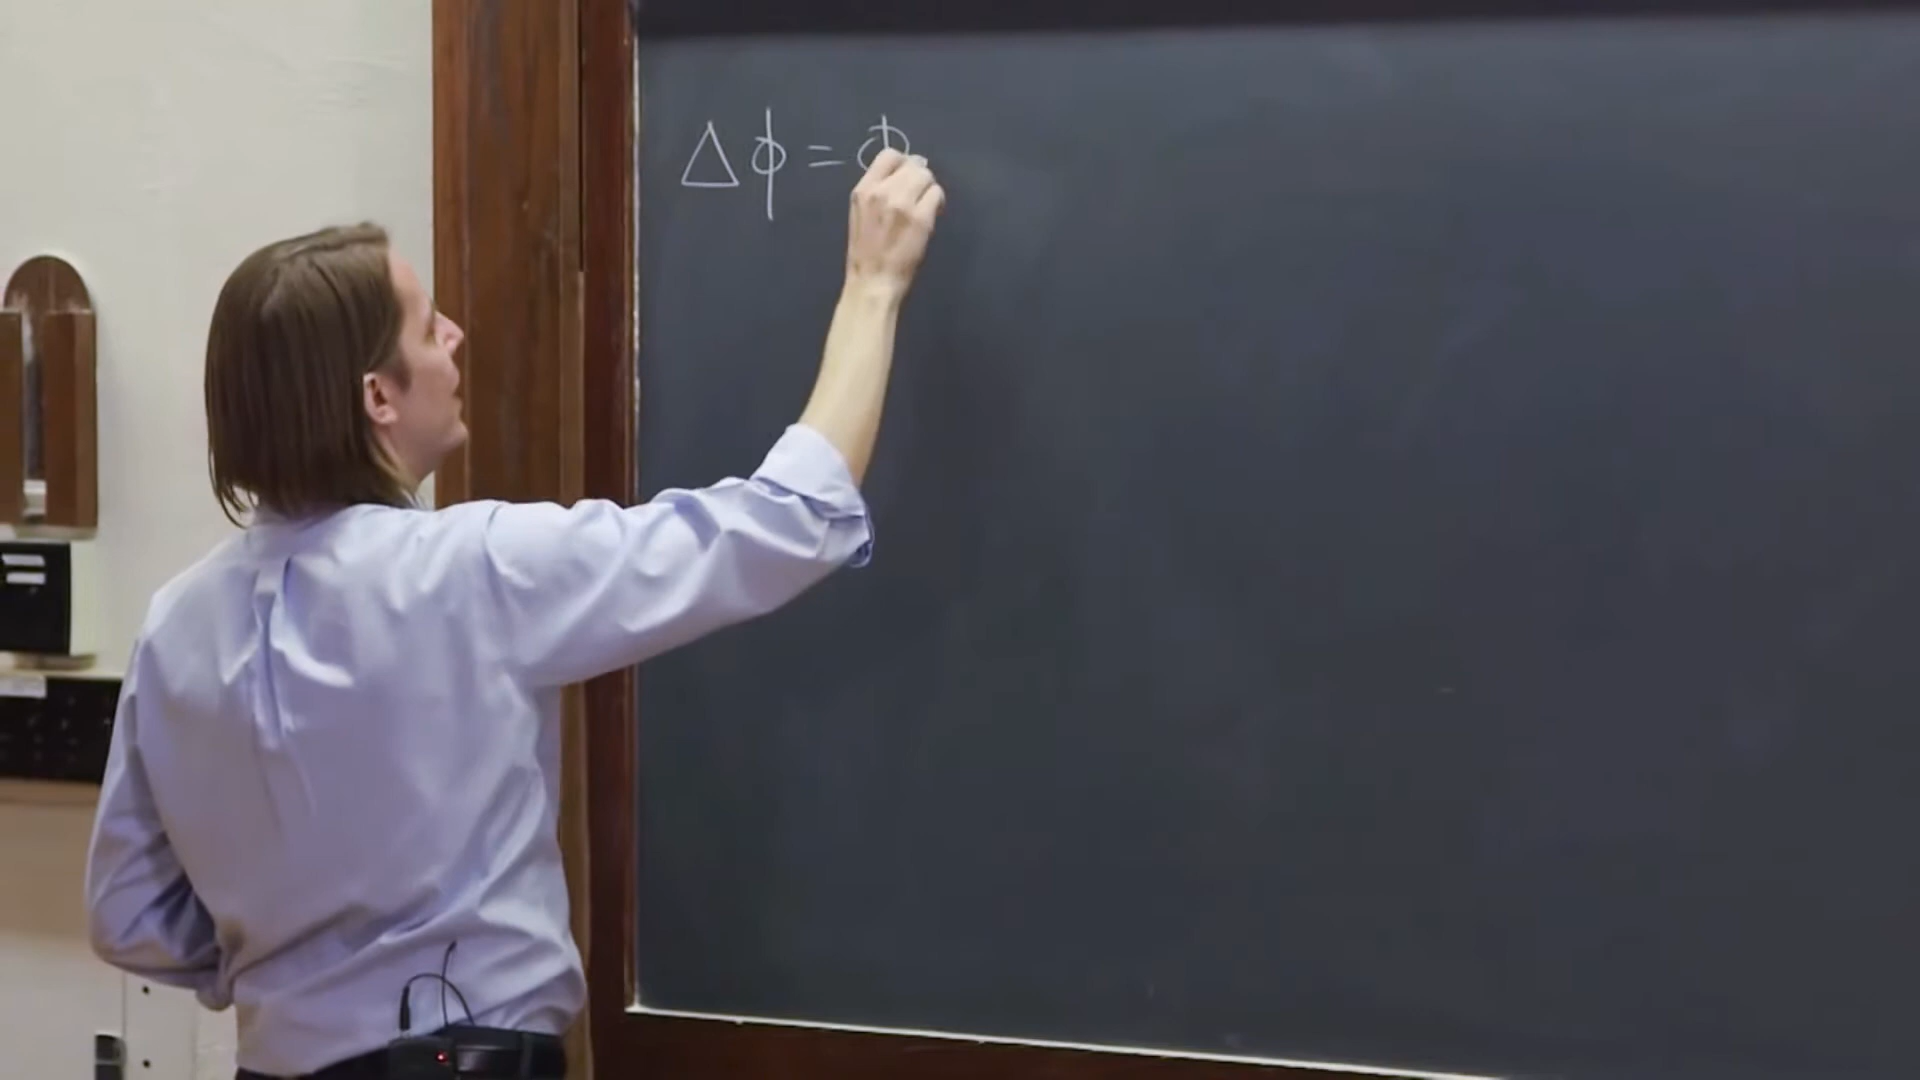 Δϕ = ϕ